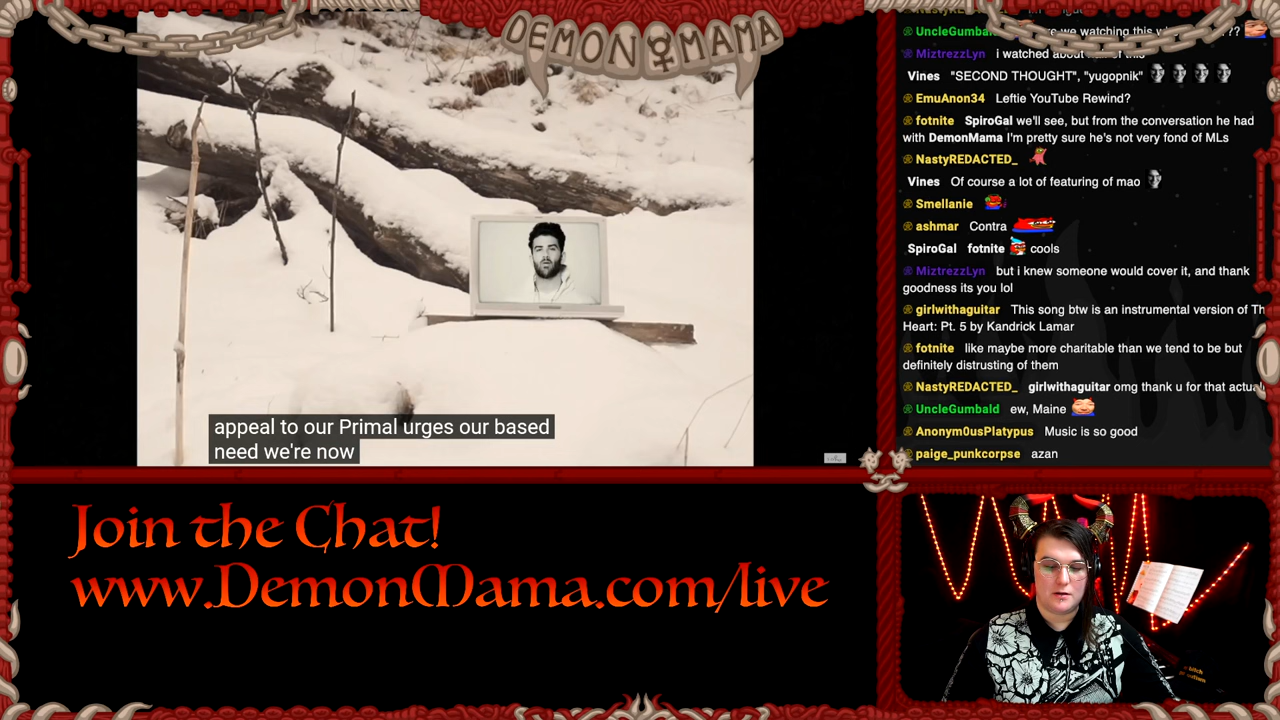 DEMON MAMA
UncleGumbald
?? 
MiztrezzLyn i watched about of this
Vines "SECOND THOUGHT", "yugopnik"
EmuAnon34 Leftie YouTube Rewind?
fotnite SpiroGal we'll see, but from the conversation he had
with DemonMama I'm pretty sure he's not very fond of MLs
NastyREDACTED_
Vines Of course a lot of featuring of mao
Smellanie
ashmar Contra
SpiroGal fotnite cools
MiztrezzLyn but i knew someone would cover it, and thank
goodness its you lol
girlwithaguitar This song btw is an instrumental version of Th
Heart: Pt. 5 by Kandrick Lamar
fotnite like maybe more charitable than we tend to be but
definitely distrusting of them
NastyREDACTED_ girlwithaguitar omg thank u for that actua
UncleGumbald ew, Maine
Anonym0usPlatypus Music is so good
paige_punkcorpse azan
appeal to our Primal urges our based
need we're now
Join the Chat!
www.DemonMama.com/live